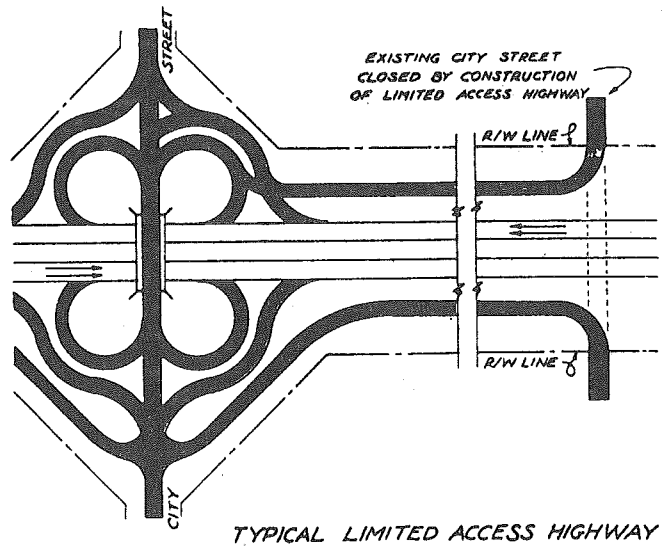 STREET
EXISTING CITY STREET
CLOSED BY CONSTRUCTION
OF LIMITED ACCESS HIGHWAY
R/W LINE
R/W LINE
CITY
TYPICAL LIMITED ACCESS HIGHWAY